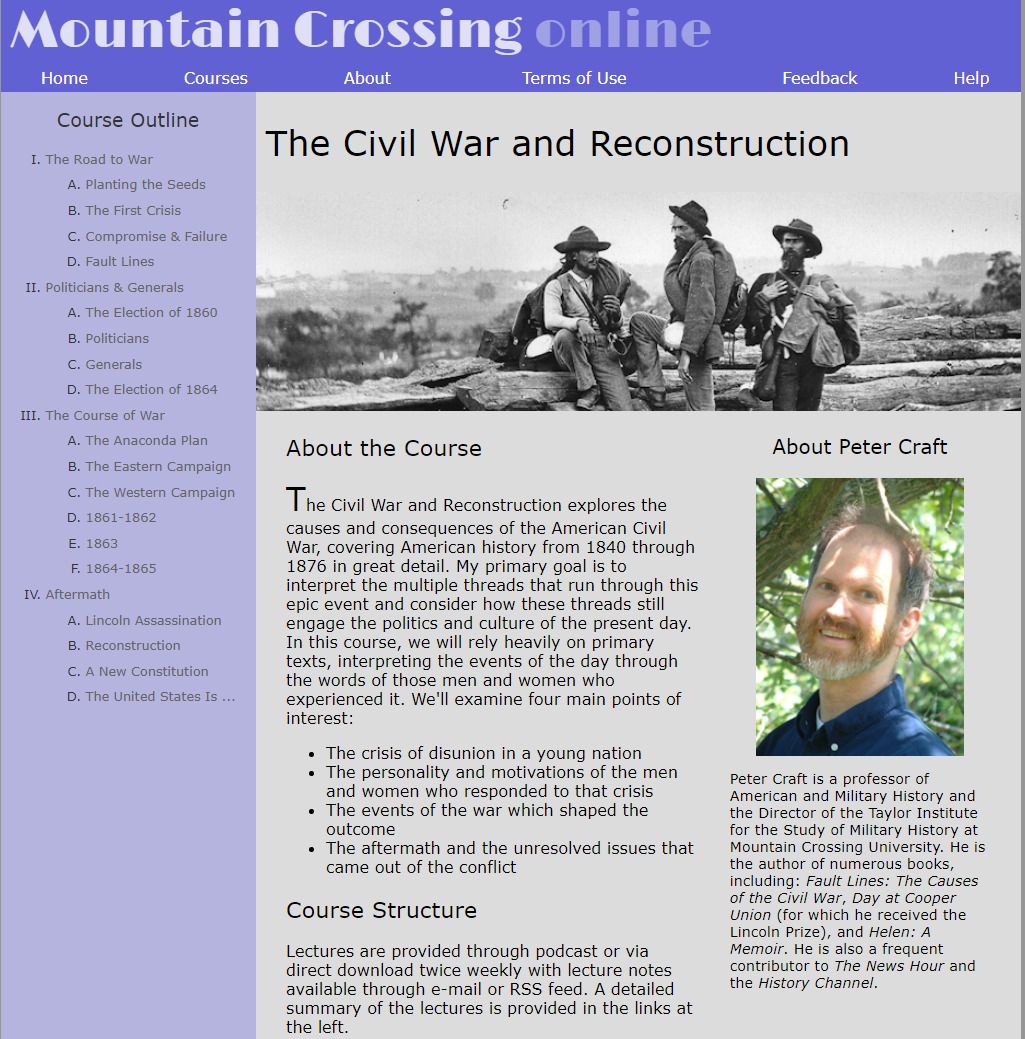 Mountain Crossing online
Home Courses About Terms of Use Feedback Help
Course Outline
I. The Road to War
A. Planting the Seeds
B. The First Crisis
C. Compromise & Failure
D. Fault Lines
II. Politicians & Generals
A. The Election of 1860
B. Politicians
C. Generals
D. The Election of 1864
III. The Course of War
A. The Anaconda Plan
B. The Eastern Campaign
C. The Western Campaign
D. 1861-1862
E. 1863
F. 1864-1865
IV. Aftermath
A. Lincoln Assassination
B. Reconstruction
C. A New Constitution
D. The United States Is ...
The Civil War and Reconstruction
About the Course
The Civil War and Reconstruction explores the
causes and consequences of the American Civil
War, covering American history from 1840 through
1876 in great detail. My primary goal is to
interpret the multiple threads that run through this
epic event and consider how these threads still
engage the politics and culture of the present day.
In this course, we will rely heavily on primary
texts, interpreting the events of the day through
the words of those men and women who
experienced it. We'll examine four main points of
interest:
• The crisis of disunion in a young nation
• The personality and motivations of the men
and women who responded to that crisis
• The events of the war which shaped the
outcome
• The aftermath and the unresolved issues that
came out of the conflict
Course Structure
Lectures are provided through podcast or via
direct download twice weekly with lecture notes
available through e-mail or RSS feed. A detailed
summary of the lectures is provided in the links at
the left.
About Peter Craft
Peter Craft is a professor of
American and Military History and
the Director of the Taylor Institute
for the Study of Military History at
Mountain Crossing University. He is
the author of numerous books,
including: Fault Lines: The Causes
of the Civil War, Day at Cooper
Union (for which he received the
Lincoln Prize), and Helen: A
Memoir. He is also a frequent
contributor to The News Hour and
the History Channel.